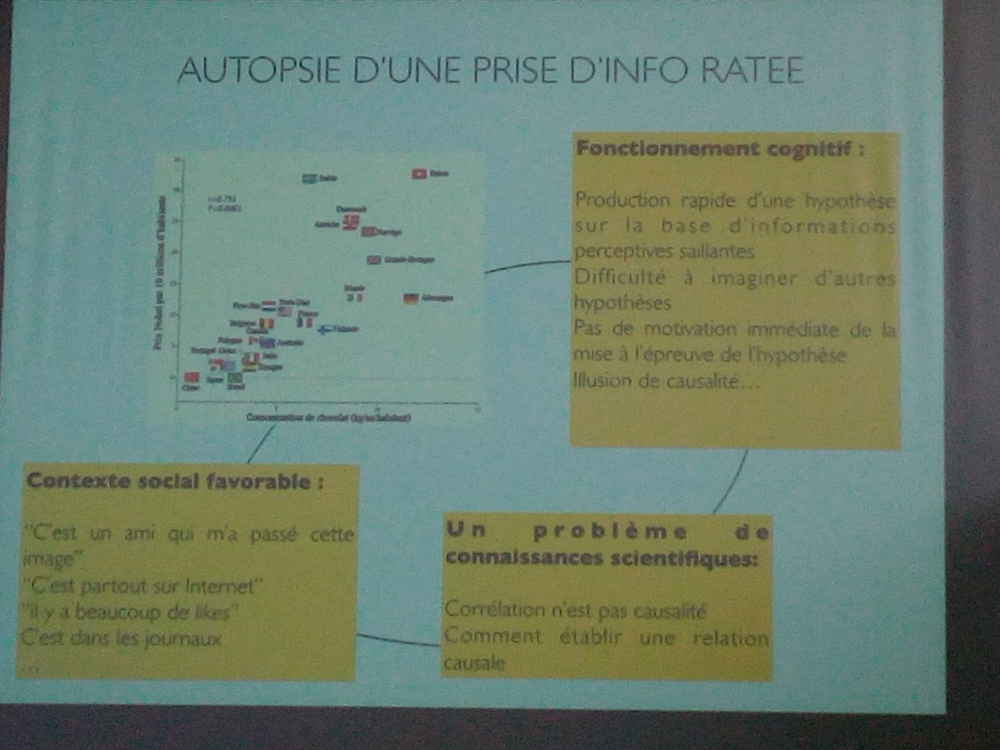 AUTOPSIE D'UNE PRISE D'INFO RATEE
Prix Nobel par 10 millions d'habitants
r=0.791
P<0.0001
Suède
Suisse
Danemark
Autriche
Norvège
Grande-Bretagne
Irlande
Allemagne
Pays-Bas
Etats-Unis
France
Belgique
Canada
Finlande
Pologne
Australie
Portugal
Grèce
Italie
Espagne
Chine
Japon
Brésil
Consommation de chocolat (kg/an/habitant)
Fonctionnement cognitif :
Production rapide d'une hypothèse
sur la base d'informations
perceptives saillantes
Difficulté à imaginer d'autres
hypothèses
Pas de motivation immédiate de la
mise à l'épreuve de l'hypothèse
Illusion de causalité...
Contexte social favorable :
"C'est un ami qui m'a passé cette
image"
"C'est partout sur Internet"
"il y a beaucoup de likes"
C'est dans les journaux
Un problème de
connaissances scientifiques:
Corrélation n'est pas causalité
Comment établir une relation
causale